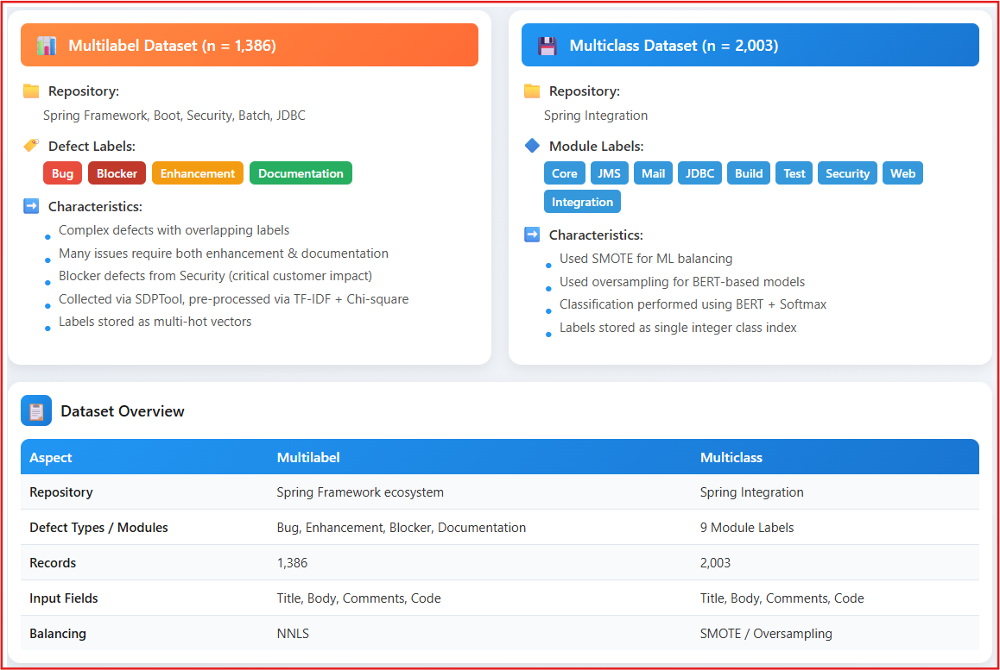 Multilabel Dataset (n = 1,386)
Repository:
Spring Framework, Boot, Security, Batch, JDBC
Defect Labels:
Bug Blocker Enhancement Documentation
Characteristics:
Complex defects with overlapping labels
Many issues require both enhancement & documentation
Blocker defects from Security (critical customer impact)
Collected via SDPTool, pre-processed via TF-IDF + Chi-square
Labels stored as multi-hot vectors
Multiclass Dataset (n = 2,003)
Repository:
Spring Integration
Module Labels:
Core JMS Mail JDBC Build Test Security Web
Integration
Characteristics:
Used SMOTE for ML balancing
Used oversampling for BERT-based models
Classification performed using BERT + Softmax
Labels stored as single integer class index
Dataset Overview
Aspect Multilabel Multiclass
Repository Spring Framework ecosystem Spring Integration
Defect Types / Modules Bug, Enhancement, Blocker, Documentation 9 Module Labels
Records 1,386 2,003
Input Fields Title, Body, Comments, Code Title, Body, Comments, Code
Balancing NNLS SMOTE / Oversampling